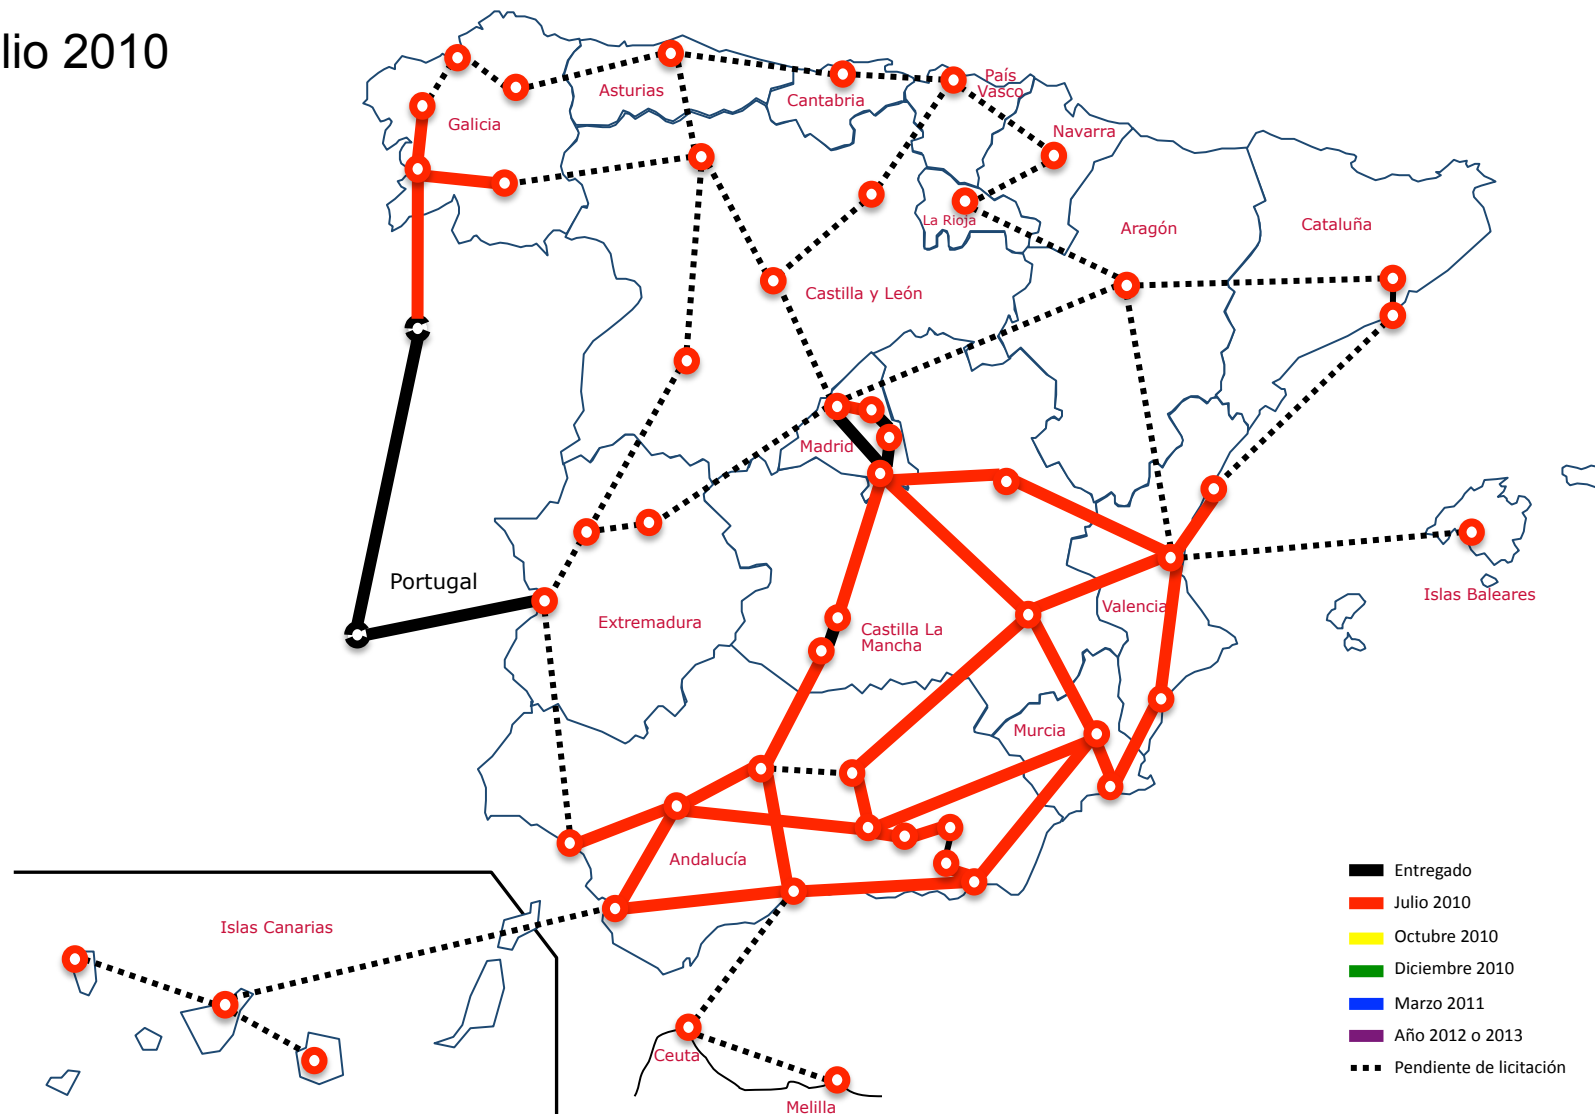 lio 2010
Asturias
Cantabria
País
Vasco
Galicia
Navarra
La Rioja
Aragón
Cataluña
Castilla y León
Madrid
Portugal
Extremadura
Castilla La
Mancha
Valencia
Islas Baleares
Murcia
Andalucía
Islas Canarias
Ceuta
Melilla
Entregado
Julio 2010
Octubre 2010
Diciembre 2010
Marzo 2011
Año 2012 o 2013
Pendiente de licitación